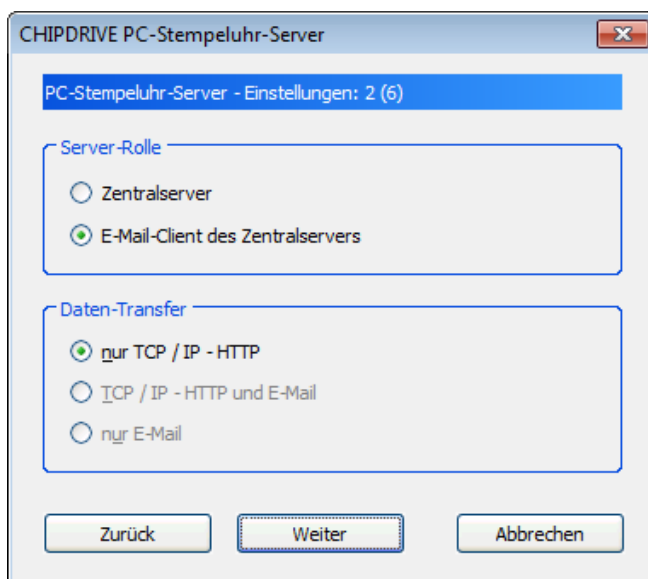 CHIPDRIVE PC-Stempeluhr-Server
PC-Stempeluhr-Server - Einstellungen: 2 (6)
Server-Rolle
Zentralserver
E-Mail-Client des Zentralservers
Daten-Transfer
nur TCP / IP - HTTP
TCP / IP - HTTP und E-Mail
nur E-Mail
Zurück Weiter Abbrechen